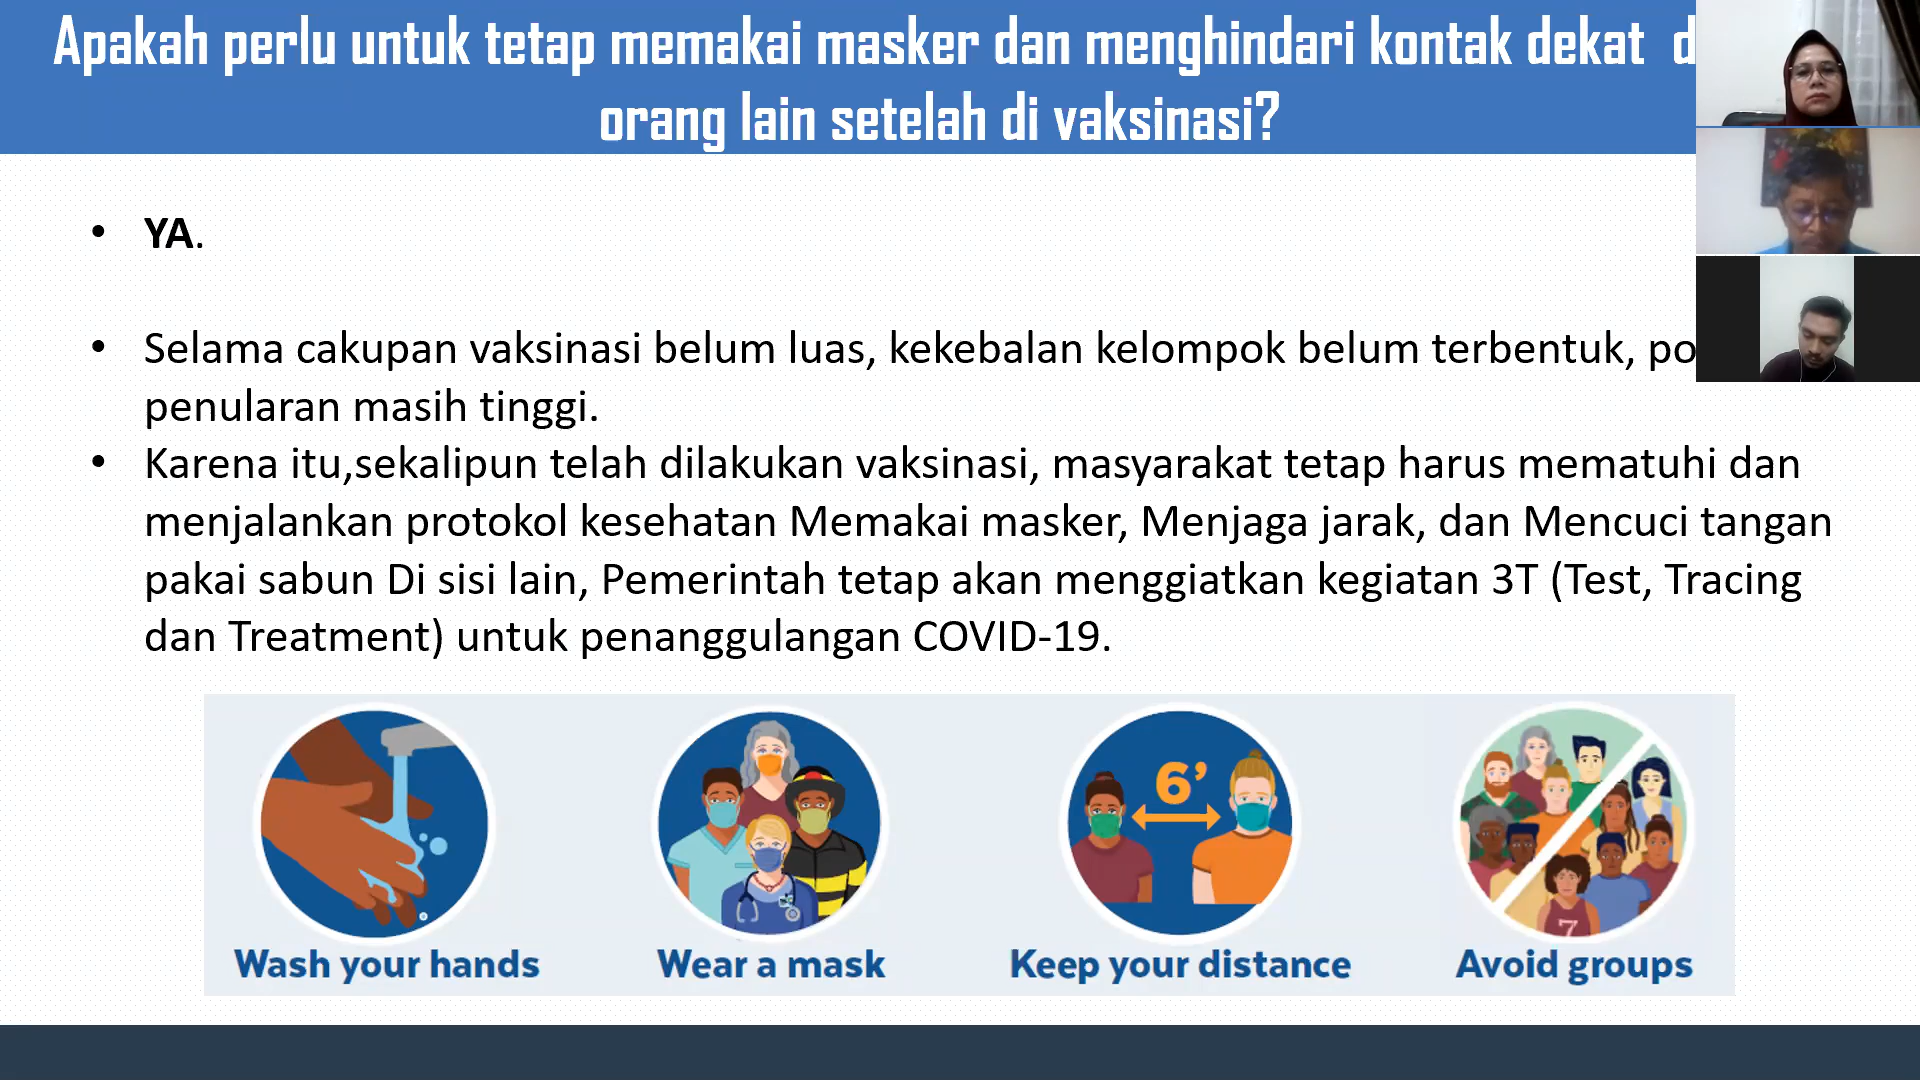 Apakah perlu untuk tetap memakai masker dan menghindari kontak dekat
orang lain setelah di vaksinasi?
• YA.
• Selama cakupan vaksinasi belum luas, kekebalan kelompok belum terbentuk,
penularan masih tinggi.
• Karena itu,sekalipun telah dilakukan vaksinasi, masyarakat tetap harus mematuhi dan
menjalankan protokol kesehatan Memakai masker, Menjaga jarak, dan Mencuci tangan
pakai sabun Di sisi lain, Pemerintah tetap akan menggiatkan kegiatan 3T (Test, Tracing
dan Treatment) untuk penanggulangan COVID-19.
6’
7
Wash your hands
Wear a mask
Keep your distance
Avoid groups